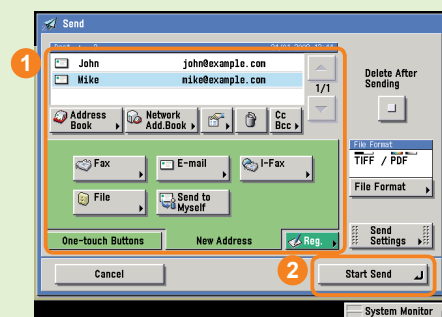 Send
1
John john@example.com
Mike mike@example.com
1/1
Delete After
Sending
Address
Book
Network
Add.Book
Cc
Bcc
File Format
TIFF / PDF
Fax
E-mail
I-Fax
File Format
File
Send to
Myself
One-touch Buttons
New Address
Reg.
Send
Settings
2
Cancel
Start Send
System Monitor